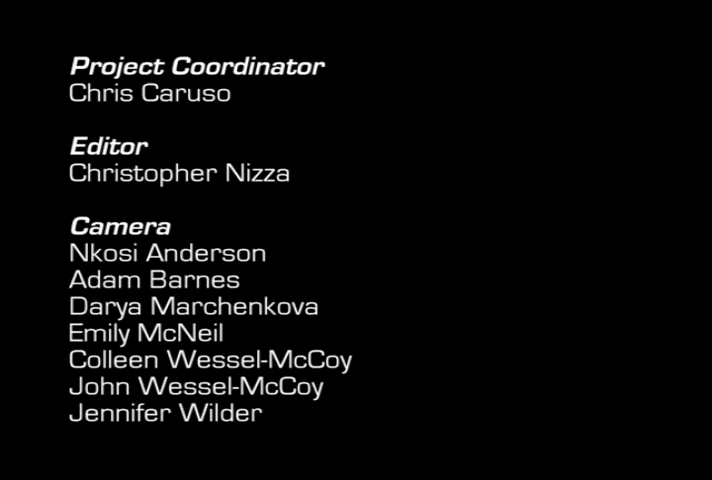 Project Coordinator
Chris Caruso
Editor
Christopher Nizza
Camera
Nkosi Anderson
Adam Barnes
Darya Marchenkova
Emily McNeil
Colleen Wessel-McCoy
John Wessel-McCoy
Jennifer Wilder